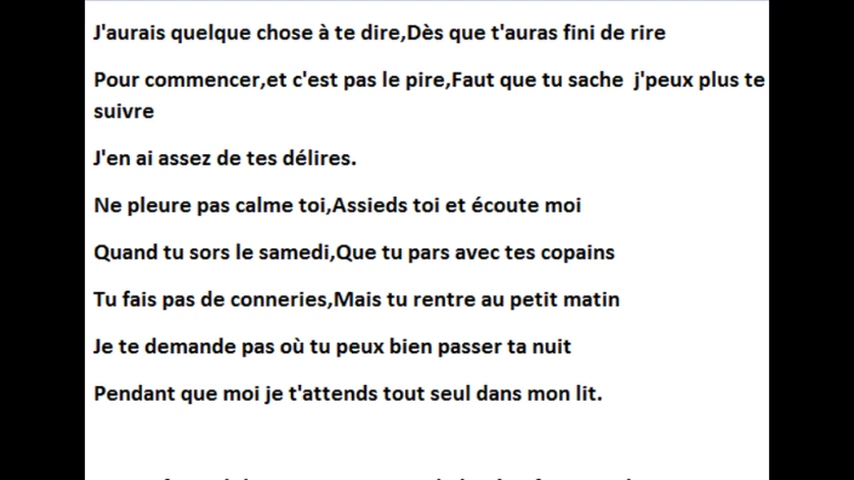 J'aurais quelque chose à te dire,Dès que t'auras fini de rire
Pour commencer,et c'est pas le pire,Faut que tu sache  j'peux plus te
suivre
J'en ai assez de tes délires.
Ne pleure pas calme toi,Assieds toi et écoute moi
Quand tu sors le samedi,Que tu pars avec tes copains
Tu fais pas de conneries,Mais tu rentre au petit matin
Je te demande pas où tu peux bien passer ta nuit
Pendant que moi je t'attends tout seul dans mon lit.